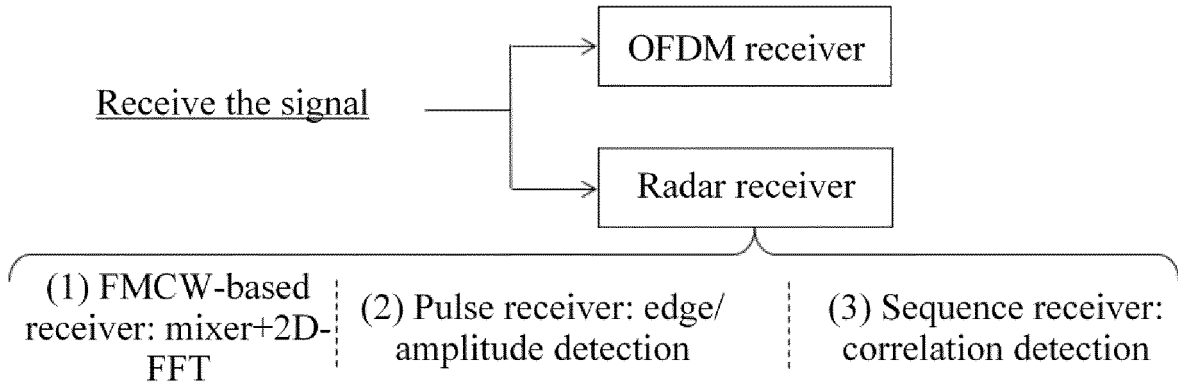 OFDM receiver
Receive the signal
Radar receiver
(1) FMCW-based
receiver: mixer+2D-
FFT
(2) Pulse receiver: edge/
amplitude detection
(3) Sequence receiver:
correlation detection